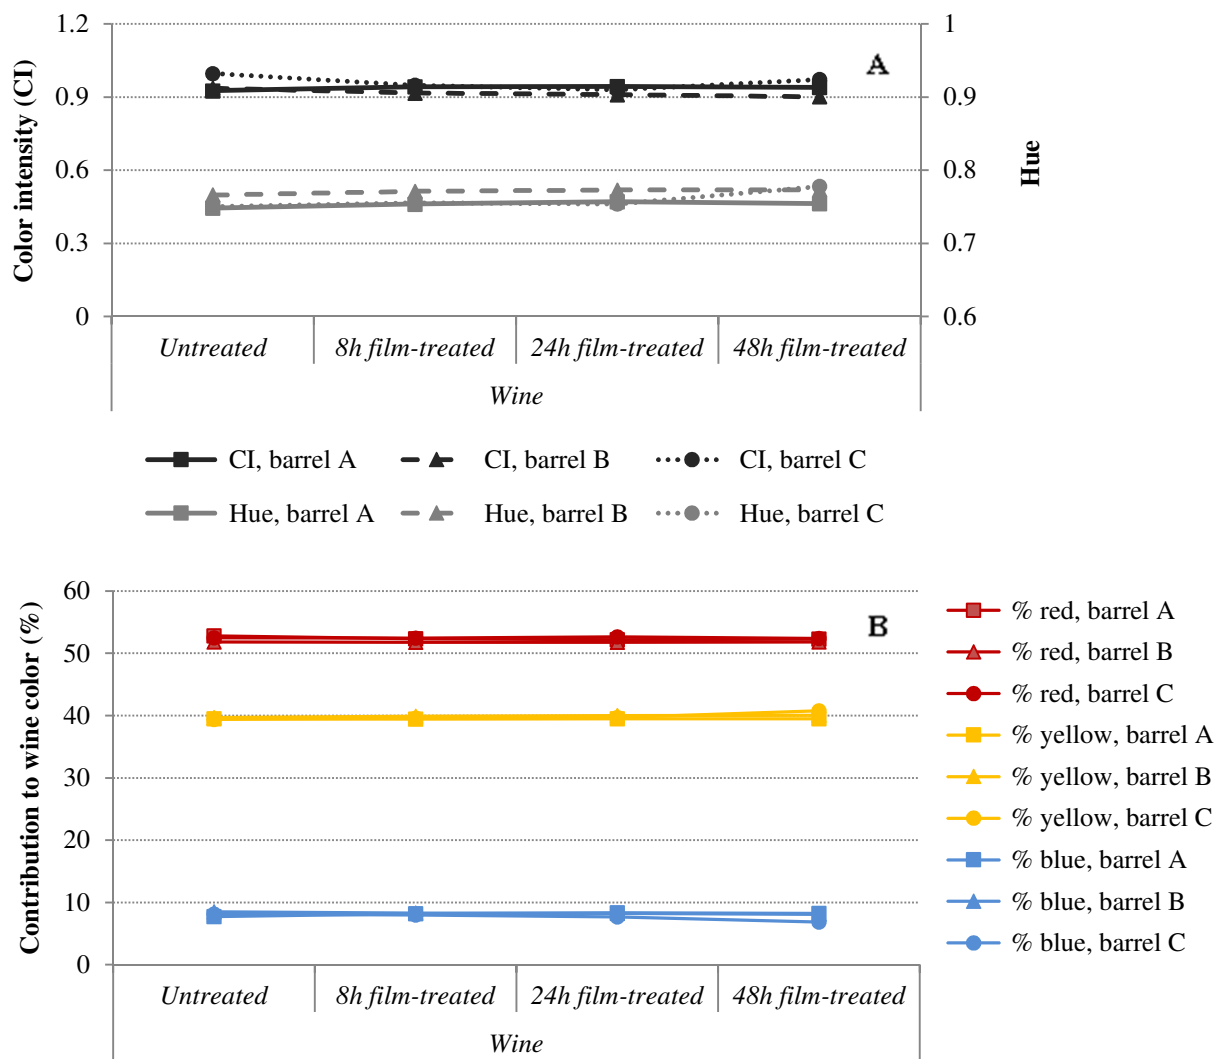 1.2
0.9
0.6
0.3
0
Color intensity (CI)
1
0.9
0.8
0.7
0.6
Hue
A
Untreated 8h film-treated 24h film-treated 48h film-treated
Wine
CI, barrel A CI, barrel B CI, barrel C
Hue, barrel A Hue, barrel B Hue, barrel C
60
50
40
30
20
10
0
Contribution to wine color (%)
B
Untreated 8h film-treated 24h film-treated 48h film-treated
Wine
% red, barrel A
% red, barrel B
% red, barrel C
% yellow, barrel A
% yellow, barrel B
% yellow, barrel C
% blue, barrel A
% blue, barrel B
% blue, barrel C